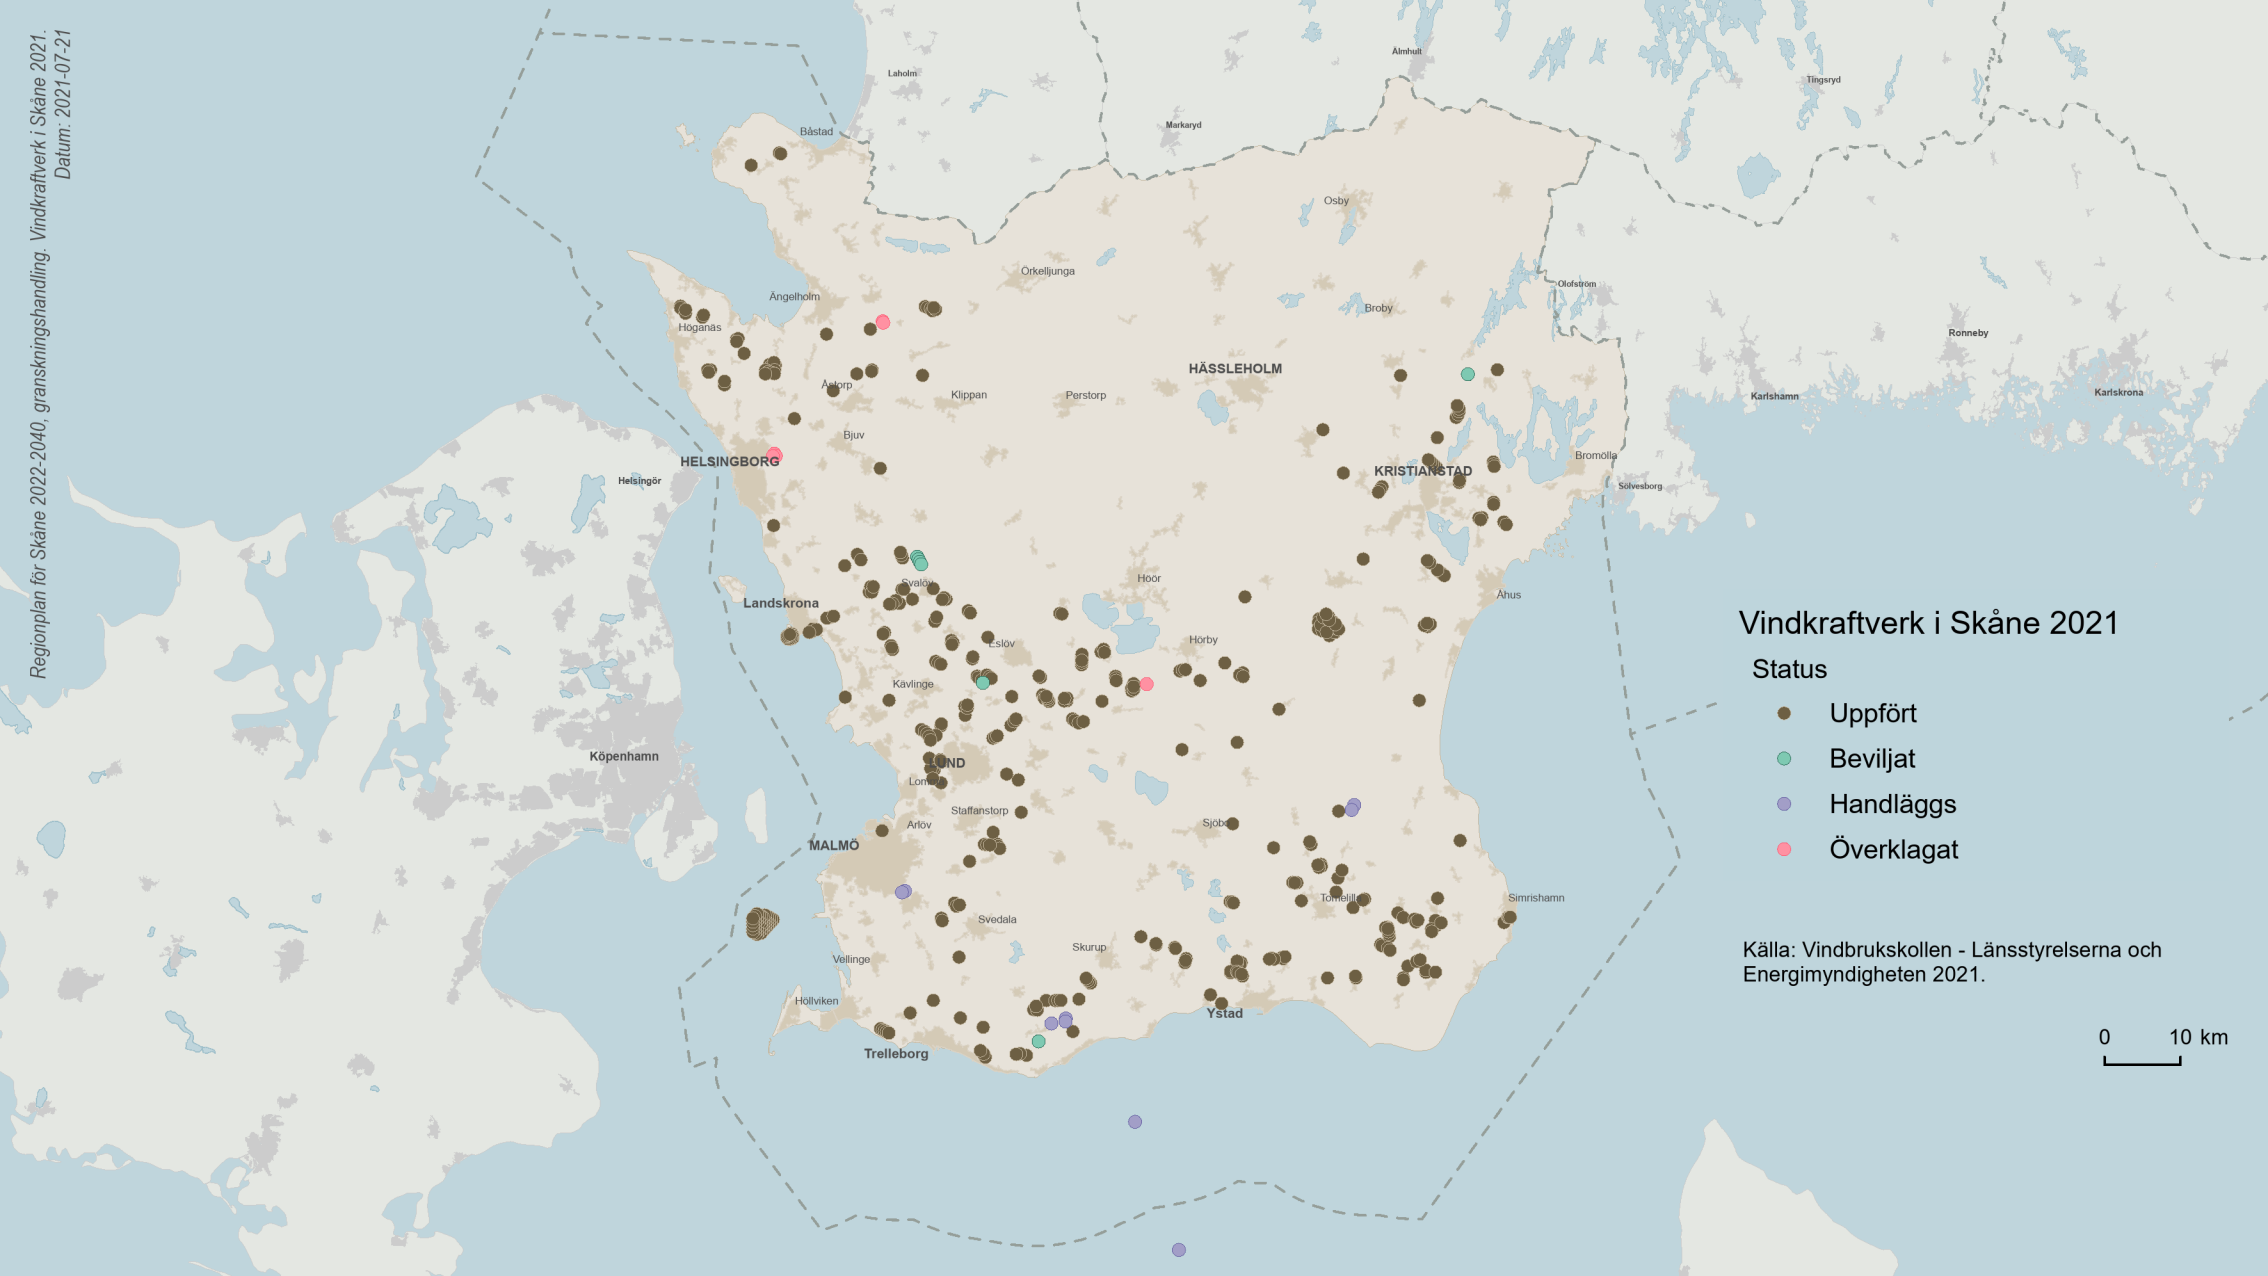 Regionplan för Skåne 2022-2040, granskningshandling. Vindkraftverk i Skåne 2021.
Datum: 2021-07-21
Älmhult
Laholm
Tingsryd
Markaryd
Båstad
Osby
Örkelljunga
Olofström
Ängelholm
Broby
Höganäs
Ronneby
HÄSSLEHOLM
Åstorp
Klippan
Perstorp
Karlshamn
Karlskrona
Bjuv
Bromölla
HELSINGBORG
KRISTIANSTAD
Helsingör
Sölvesborg
Höör
Svalöv
Landskrona
Åhus
Hörby
Eslöv
Kävlinge
Köpenhamn
LUND
Lomma
Staffanstorp
Arlöv
Sjöbo
MALMÖ
Tomelilla
Simrishamn
Svedala
Skurup
Vellinge
Höllviken
Ystad
Trelleborg
Vindkraftverk i Skåne 2021
Status
Uppfört
Beviljat
Handläggs
Överklagat
Källa: Vindbrukskollen - Länsstyrelserna och
Energimyndigheten 2021.
0 10 km